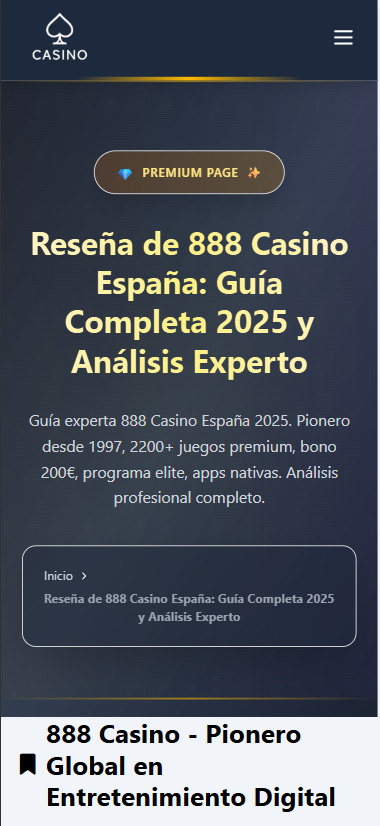 CASINO
PREMIUM PAGE
Reseña de 888 Casino
España: Guía
Completa 2025 y
Análisis Experto
Guía experta 888 Casino España 2025. Pionero
desde 1997, 2200+ juegos premium, bono
200€, programa elite, apps nativas. Análisis
profesional completo.
Inicio
Reseña de 888 Casino España: Guía Completa 2025
y Análisis Experto
888 Casino - Pionero
Global en
Entretenimiento Digital